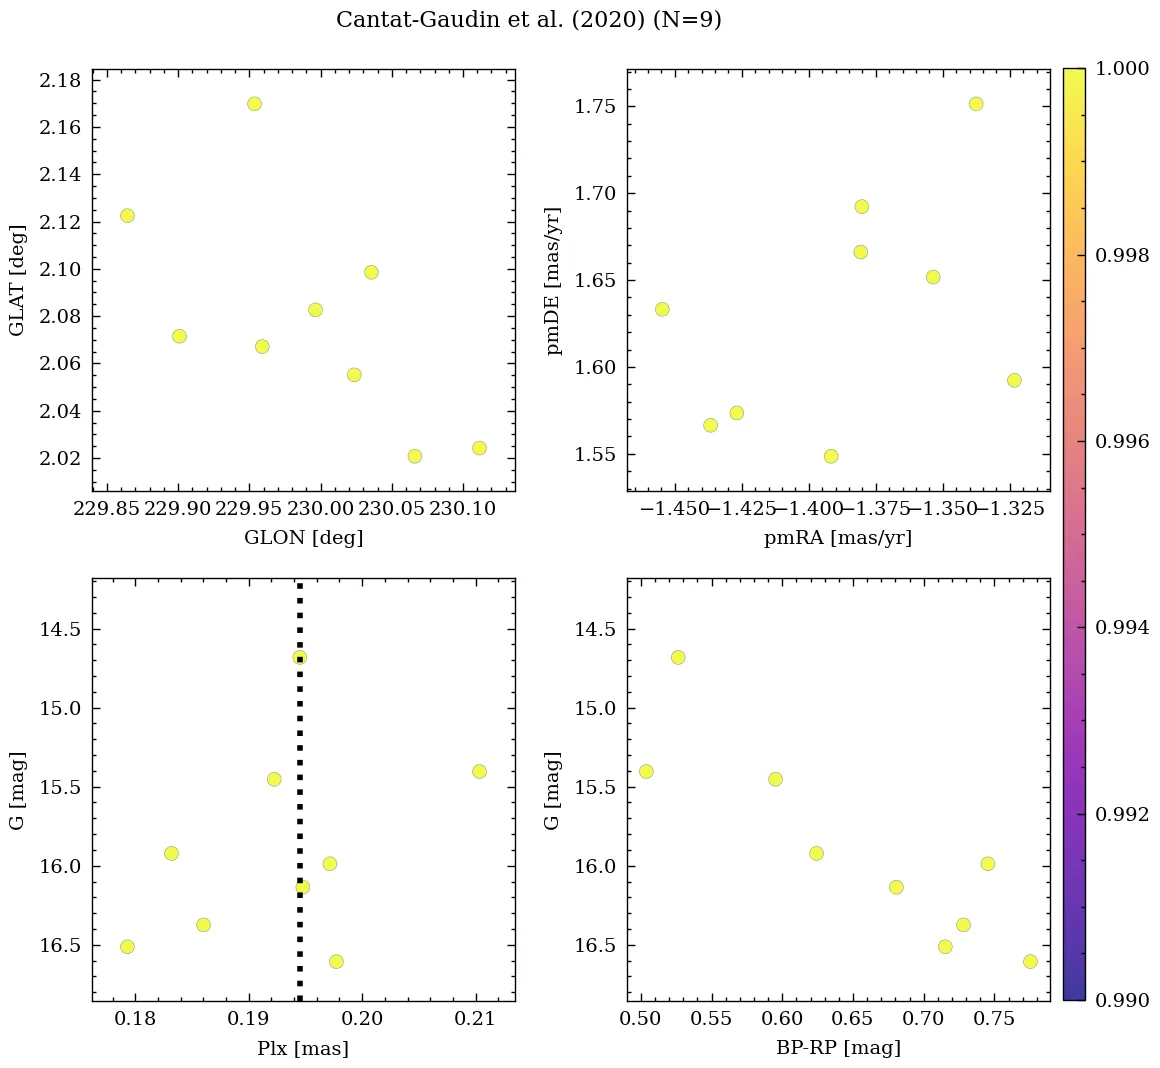 Cantat-Gaudin et al. (2020) (N=9)
2.18
2.16
2.14
2.12
2.10
2.08
2.06
2.04
2.02
GLAT [deg]
229.85 229.90 229.95 230.00 230.05 230.10
GLON [deg]
1.75
1.70
1.65
1.60
1.55
pmDE [mas/yr]
−1.450 −1.425 −1.400 −1.375 −1.350 −1.325
pmRA [mas/yr]
14.5
15.0
15.5
16.0
16.5
G [mag]
0.18 0.19 0.20 0.21
Plx [mas]
14.5
15.0
15.5
16.0
16.5
G [mag]
0.50 0.55 0.60 0.65 0.70 0.75
BP-RP [mag]
1.000
0.998
0.996
0.994
0.992
0.990